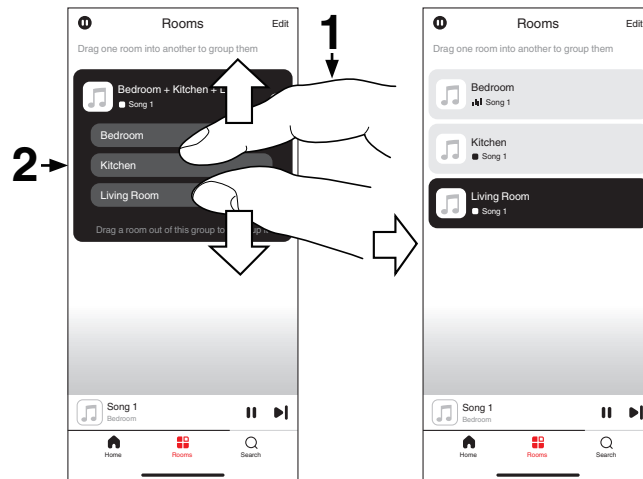 Rooms
Edit
Drag one room into another to group them
Bedroom + Kitchen + L
Song 1
Bedroom
Kitchen
Living Room
Drag a room out of this group to
Song 1
Bedroom
Home
Rooms
Search
1
2
Rooms
Edit
Drag one room into another to group them
Bedroom
Song 1
Kitchen
Song 1
Living Room
Song 1
Song 1
Bedroom
Home
Rooms
Search